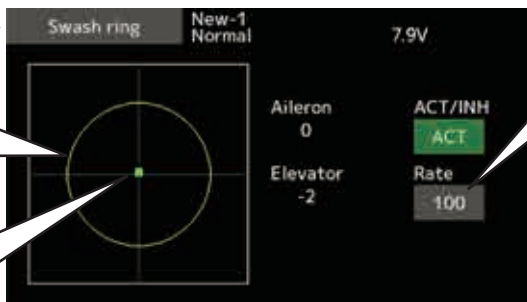 Swash ring
New-1
Normal
7.9V
Aileron
0
ACT/INH
ACT
Elevator
-2
Rate
100